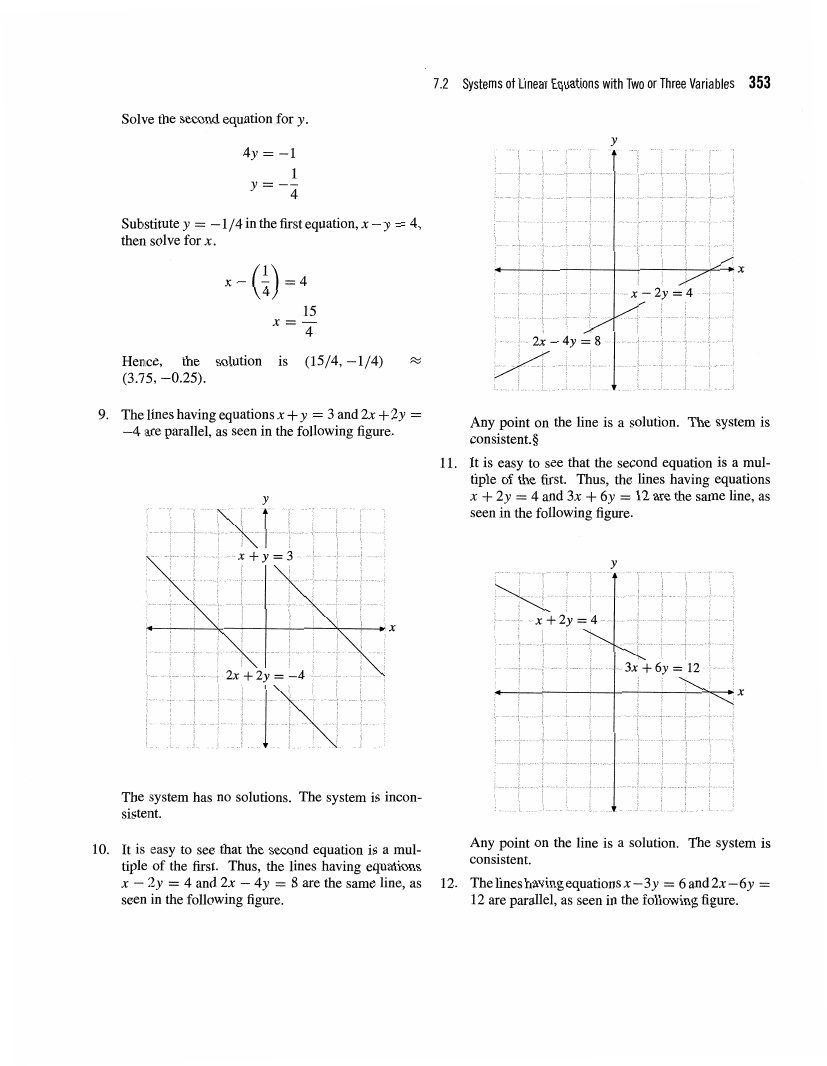 7.2 Systems of Linear Equations with Two or Three Variables 353
Solve the second equation for y.
4y = −1
y = −1/4
Substitute y = −1/4 in the first equation, x − y = 4,
then solve for x.
x − (1/4) = 4
x = 15/4
Hence, the solution is (15/4, −1/4) ≈
(3.75, −0.25).
9. The lines having equations x + y = 3 and 2x + 2y =
−4 are parallel, as seen in the following figure.
y
x + y = 3
x
2x + 2y = −4
The system has no solutions. The system is incon-
sistent.
10. It is easy to see that the second equation is a mul-
tiple of the first. Thus, the lines having equations
x − 2y = 4 and 2x − 4y = 8 are the same line, as
seen in the following figure.
y
x
x − 2y = 4
2x − 4y = 8
Any point on the line is a solution. The system is
consistent.§
11. It is easy to see that the second equation is a mul-
tiple of the first. Thus, the lines having equations
x + 2y = 4 and 3x + 6y = 12 are the same line, as
seen in the following figure.
y
x + 2y = 4
3x + 6y = 12
x
Any point on the line is a solution. The system is
consistent.
12. The lines having equations x − 3y = 6 and 2x − 6y =
12 are parallel, as seen in the following figure.